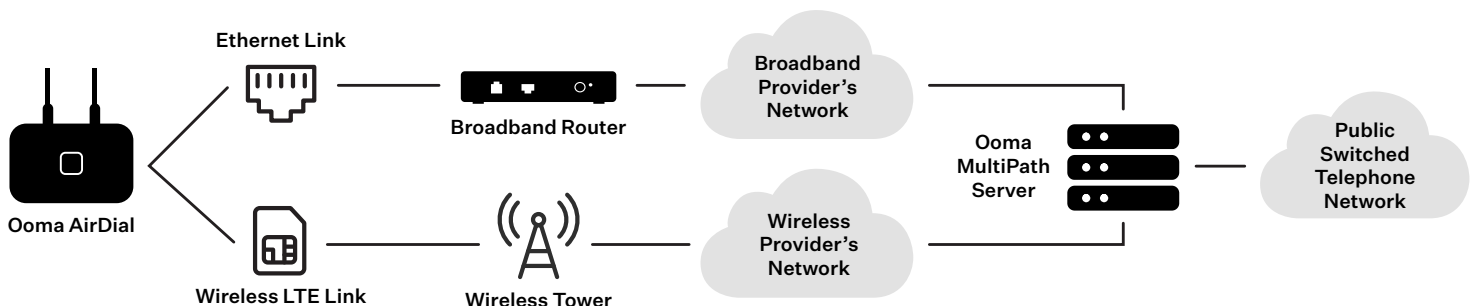 Ethernet Link
Broadband
Provider's
Network
Broadband Router
Ooma AirDial
Ooma
MultiPath
Server
Public
Switched
Telephone
Network
Wireless
Provider's
Network
Wireless LTE Link
Wireless Tower